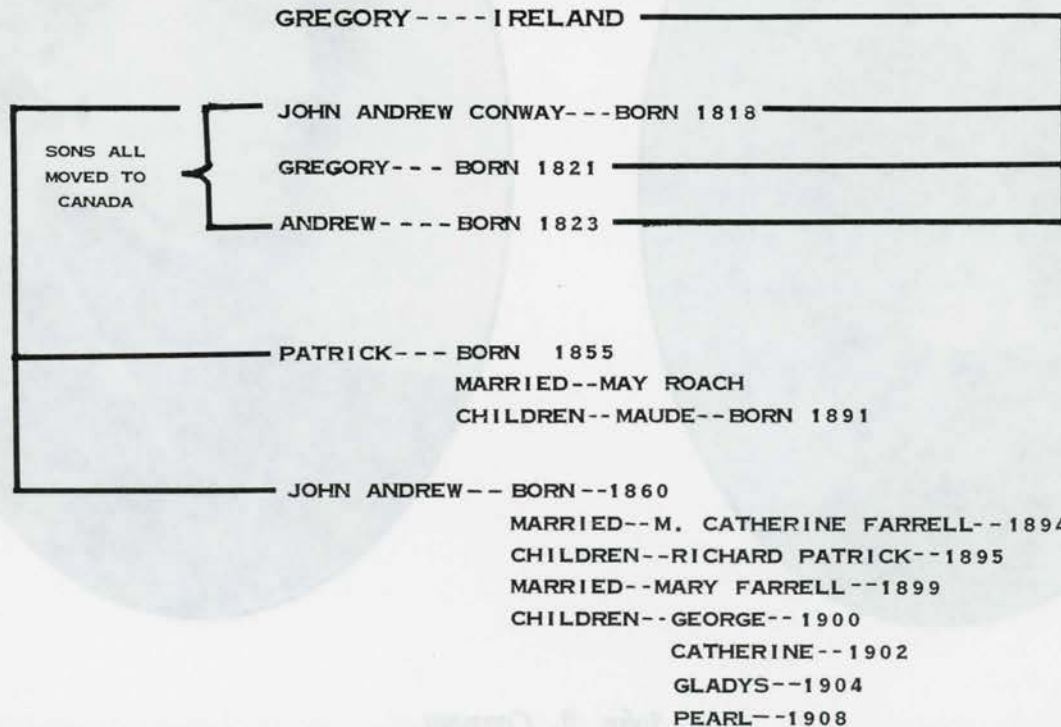 GREGORY----IRELAND
JOHN ANDREW CONWAY---BORN 1818
SONS ALL
MOVED TO
CANADA
GREGORY--- BORN 1821
ANDREW----BORN 1823
PATRICK--- BORN 1855
MARRIED--MAY ROACH
CHILDREN--MAUDE--BORN 1891
JOHN ANDREW-- BORN--1860
MARRIED--M. CATHERINE FARRELL--1894
CHILDREN--RICHARD PATRICK--1895
MARRIED--MARY FARRELL--1899
CHILDREN--GEORGE--1900
CATHERINE--1902
GLADYS--1904
PEARL--1908